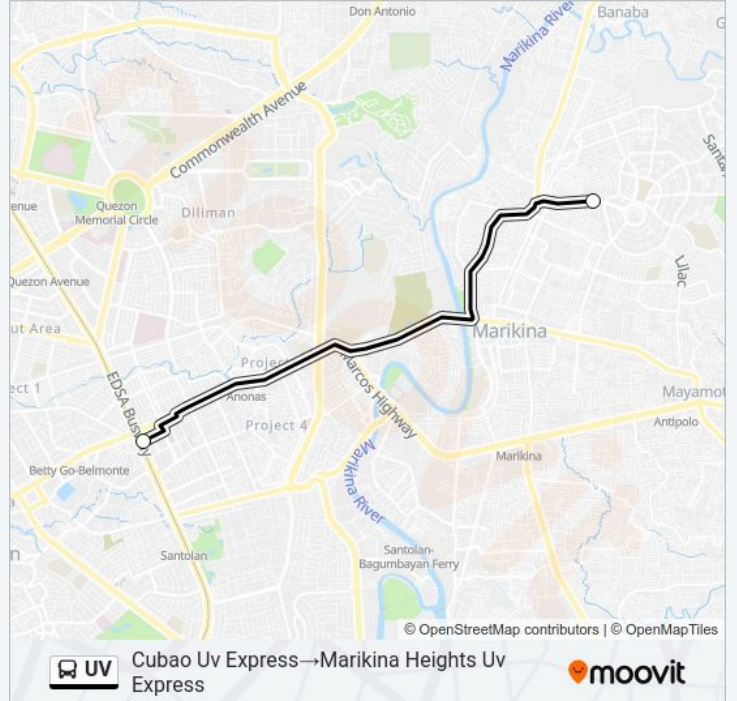 Don Antonio
Banaba
Marikina River
Commonwealth Avenue
enue
Quezon
Memorial Circle
Diliman
Quezon Avenue
Lilac
ut Area
Marikina
Project
ect 1
EDSA Busway
Anonas
Marcos Highway
Mayamot
Antipolo
Project 4
Marikina
Betty Go-Belmonte
Marikina River
Santolan
Santolan-
Bagumbayan Ferry
© OpenStreetMap contributors | © OpenMapTiles
UV
Cubao Uv Express→Marikina Heights Uv
Express
moovit